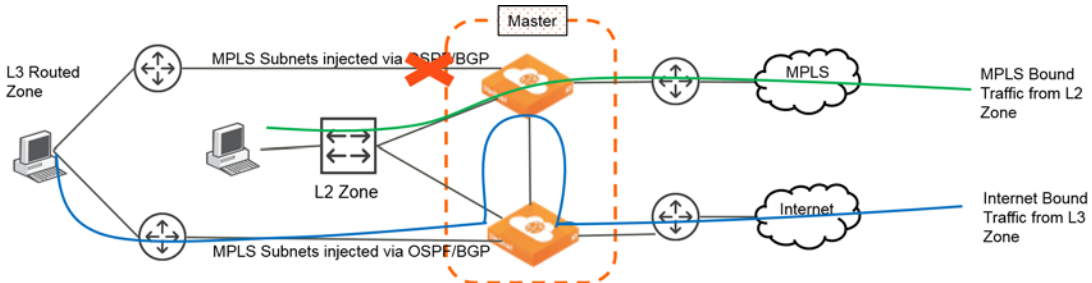 Master
MPLS Subnets injected via OSPF/BGP
L3 Routed
Zone
MPLS
MPLS Bound
Traffic from L2
Zone
L2 Zone
Internet
Internet Bound
Traffic from L3
Zone
MPLS Subnets injected via OSPF/BGP